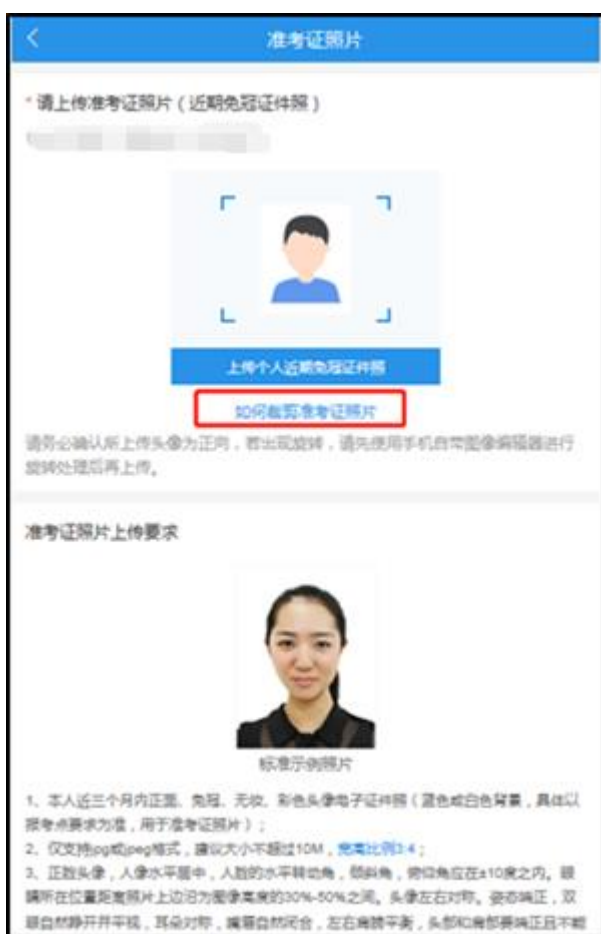 准考证照片
* 请上传准考证照片（近期免冠证件照）
上传个人近期免冠证件照
如何裁剪准考证照片
请务必确认所上传头像为正向，若出现旋转，请先使用手机自带图像编辑器进行
旋转处理后再上传。
准考证照片上传要求
标准示例照片
1、本人近三个月内正面、免冠、无妆、彩色头像电子证件照（蓝色或白色背景，具体以
报考点要求为准，用于准考证照片）；
2、仅支持jpg或jpeg格式，建议大小不超过10M，宽高比例3:4；
3、正脸头像，人像水平居中，人脸的水平转动角，倾斜角，俯仰角应在±10度之内。眼
睛所在位置距离照片上边沿为图像高度的30%-50%之间。头像左右对称。姿态端正，双
眼自然睁开并平视，耳朵对称，嘴唇自然闭合，左右肩膀平衡，头部和肩部要端正且不能